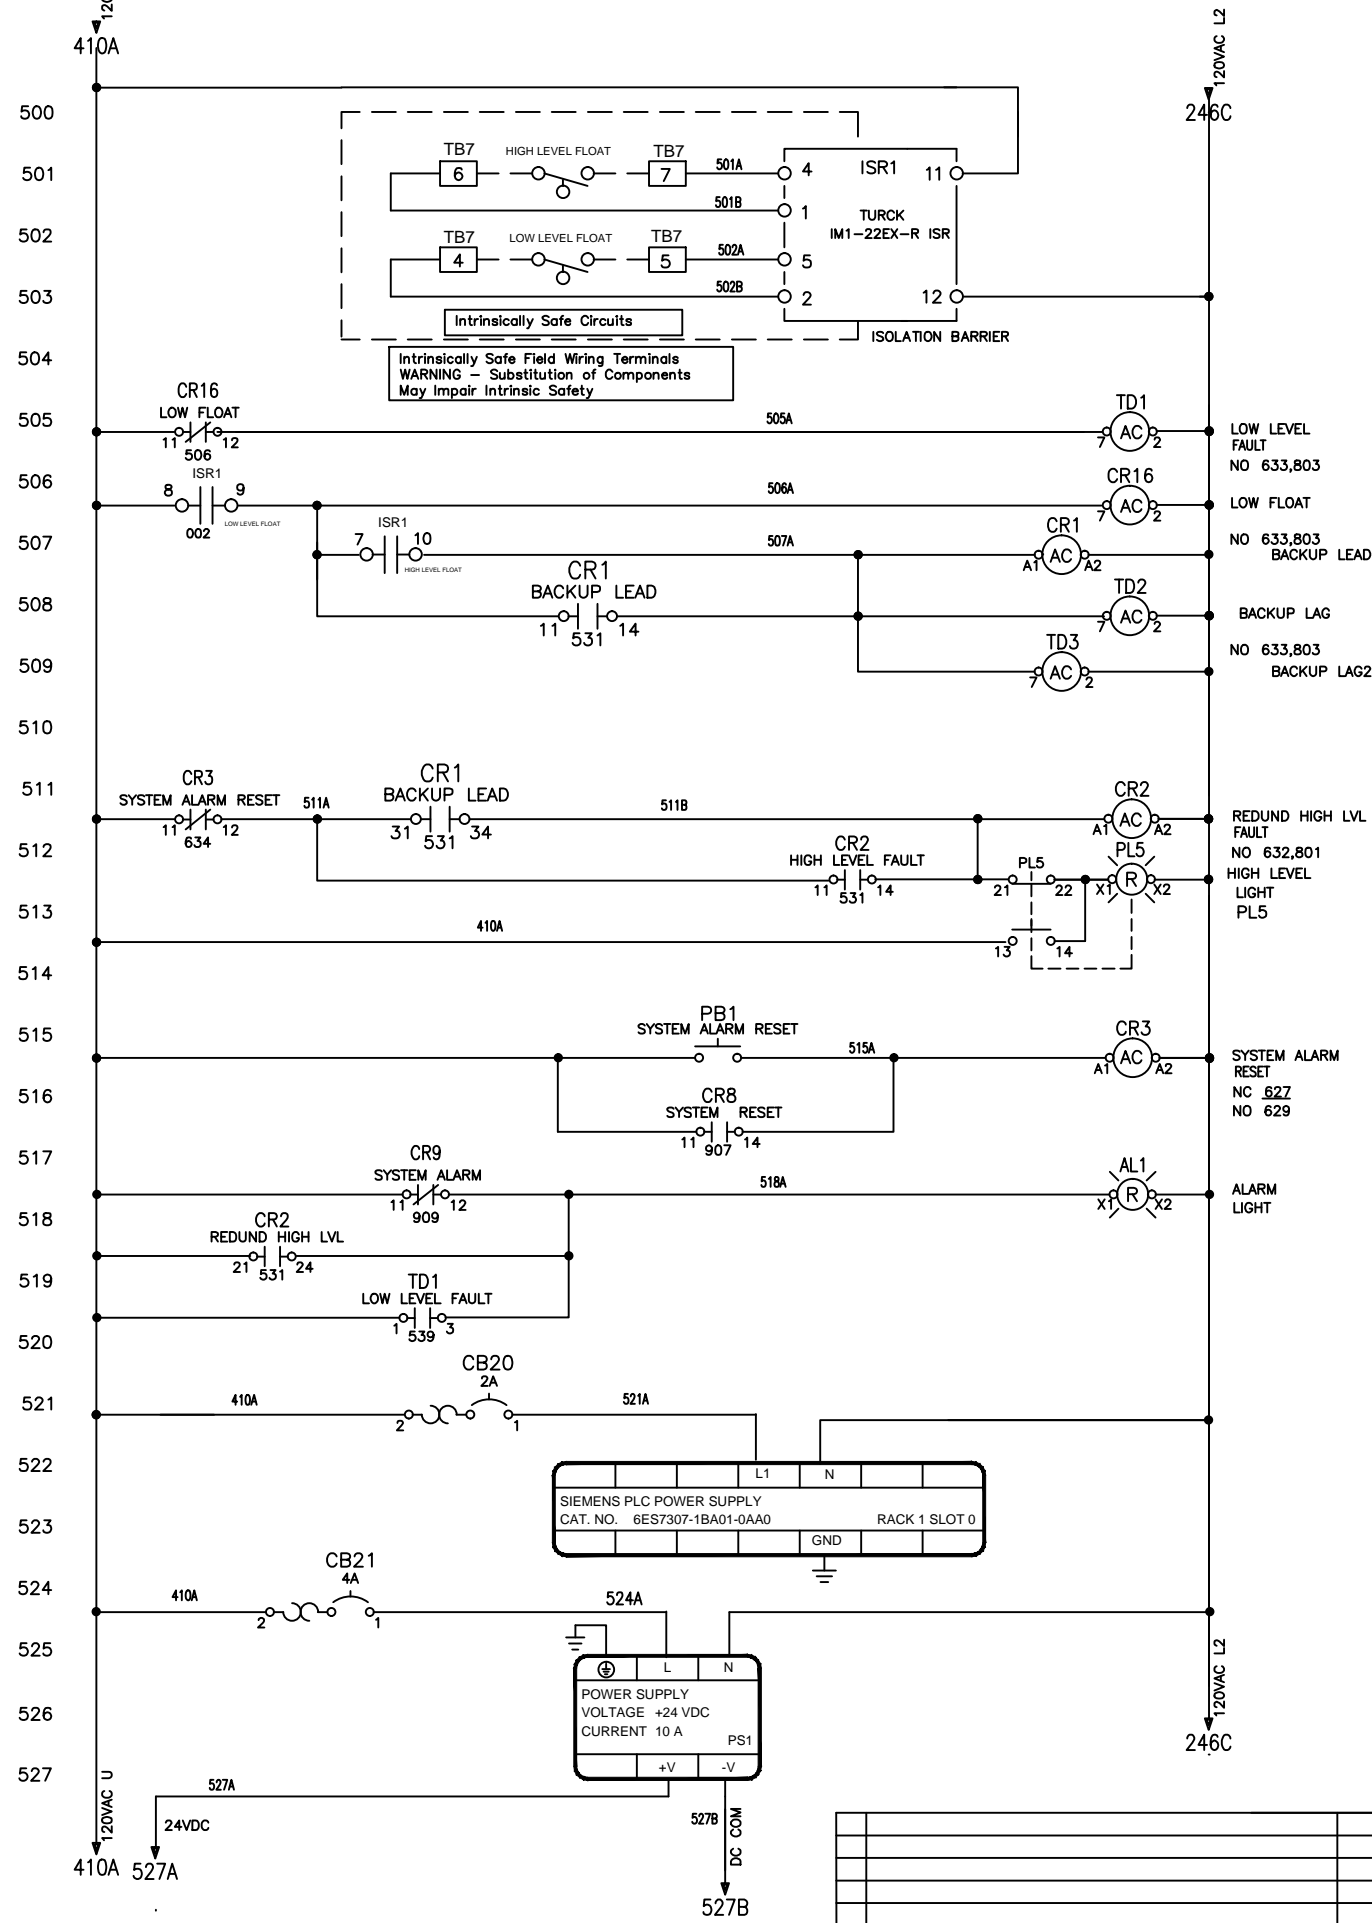 120
410A
120VAC L2
246C
500
TB7
HIGH LEVEL FLOAT
TB7
501
6
7
501A
4
ISR1
11
501B
1
TURCK
502
TB7
LOW LEVEL FLOAT
TB7
IM1-22EX-R ISR
4
5
502A
5
503
502B
2
12
Intrinsically Safe Circuits
ISOLATION BARRIER
504
Intrinsically Safe Field Wiring Terminals
WARNING - Substitution of Components
May Impair Intrinsic Safety
CR16
LOW FLOAT
505
11
12
506
505A
TD1
7
AC
2
LOW LEVEL
FAULT
NO 633,803
506
ISR1
8
9
002
LOW LEVEL FLOAT
506A
CR16
7
AC
2
LOW FLOAT
NO 633,803
507
ISR1
7
10
HIGH LEVEL FLOAT
507A
CR1
A1
AC
A2
BACKUP LEAD
508
CR1
BACKUP LEAD
11
14
531
TD2
7
AC
2
BACKUP LAG
NO 633,803
509
TD3
7
AC
2
BACKUP LAG2
510
511
CR3
SYSTEM ALARM RESET
11
12
634
511A
CR1
BACKUP LEAD
31
34
531
511B
CR2
A1
AC
A2
REDUND HIGH LVL
FAULT
NO 632,801
512
CR2
HIGH LEVEL FAULT
11
14
531
PL5
21
22
PL5
X1
R
X2
HIGH LEVEL
LIGHT
PL5
513
410A
13
14
514
515
PB1
SYSTEM ALARM RESET
515A
CR3
A1
AC
A2
SYSTEM ALARM
RESET
NC 627
NO 629
516
CR8
SYSTEM RESET
11
14
907
517
CR9
SYSTEM ALARM
11
12
909
518A
AL1
X1
R
X2
ALARM
LIGHT
518
CR2
REDUND HIGH LVL
21
24
531
519
TD1
LOW LEVEL FAULT
1
3
539
520
CB20
2A
521
410A
2
1
521A
522
L1
N
SIEMENS PLC POWER SUPPLY
523
CAT. NO. 6ES7307-1BA01-0AA0
RACK 1 SLOT 0
GND
CB21
4A
524
410A
2
1
524A
525
L
N
120VAC L2
526
POWER SUPPLY
VOLTAGE +24 VDC
CURRENT 10 A
PS1
246C
527
+V
-V
120VAC U
527A
24VDC
527B
DC COM
410A
527A
527B